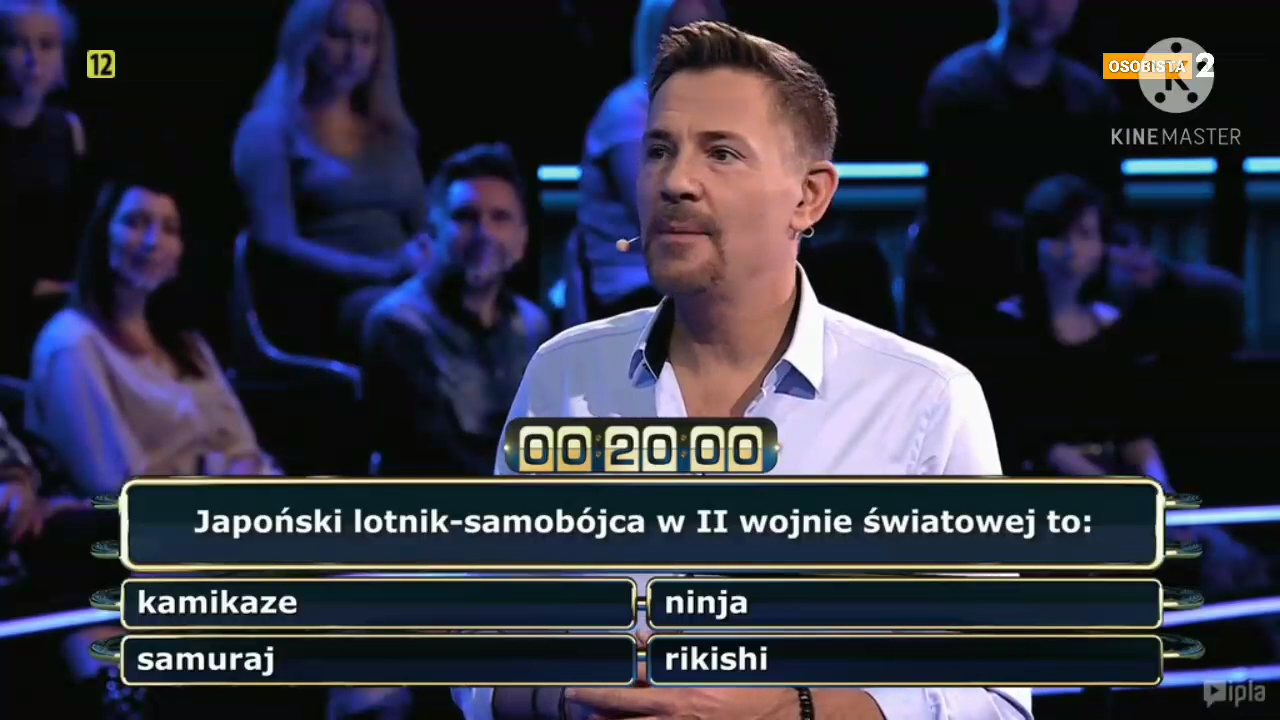 12
OSOBISTA 2
K
KINEMASTER
00:20:00
Japoński lotnik-samobójca w II wojnie światowej to:
kamikaze
ninja
samuraj
rikishi
ipla